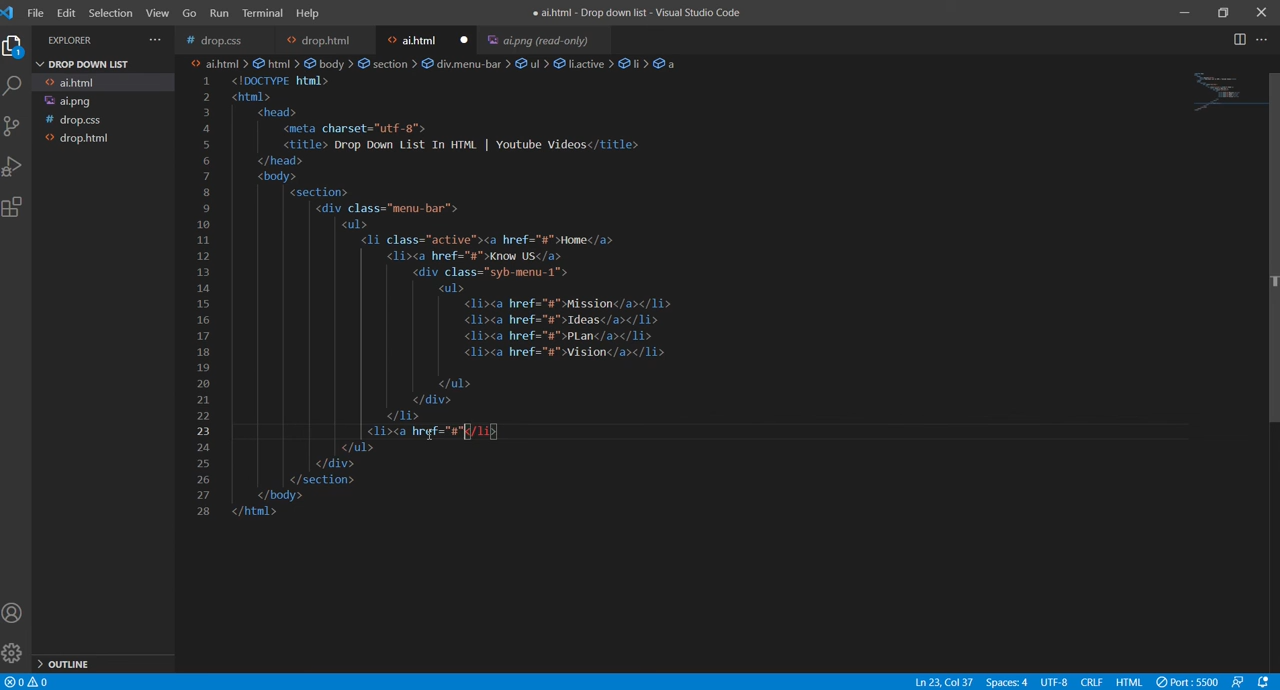 File Edit Selection View Go Run Terminal Help
● ai.html - Drop down list - Visual Studio Code
EXPLORER ...
drop.css drop.html ai.html ● ai.png (read-only)
DROP DOWN LIST
ai.html > html > body > section > div.menu-bar > ul > li.active > li > a
1
ai.html
ai.png
drop.css
drop.html
1 <!DOCTYPE html>
2 <html>
3 <head>
4 <meta charset="utf-8">
5 <title> Drop Down List In HTML | Youtube Videos</title>
6 </head>
7 <body>
8 <section>
9 <div class="menu-bar">
10 <ul>
11 <li class="active"><a href="#">Home</a>
12 <li><a href="#">Know US</a>
13 <div class="syb-menu-1">
14 <ul>
15 <li><a href="#">Mission</a></li>
16 <li><a href="#">Ideas</a></li>
17 <li><a href="#">PLan</a></li>
18 <li><a href="#">Vision</a></li>
19
20 </ul>
21 </div>
22 </li>
23 <li><a href="#"</li>
24 </ul>
25 </div>
26 </section>
27 </body>
28 </html>
OUTLINE
0 0 Ln 23, Col 37 Spaces: 4 UTF-8 CRLF HTML Port : 5500